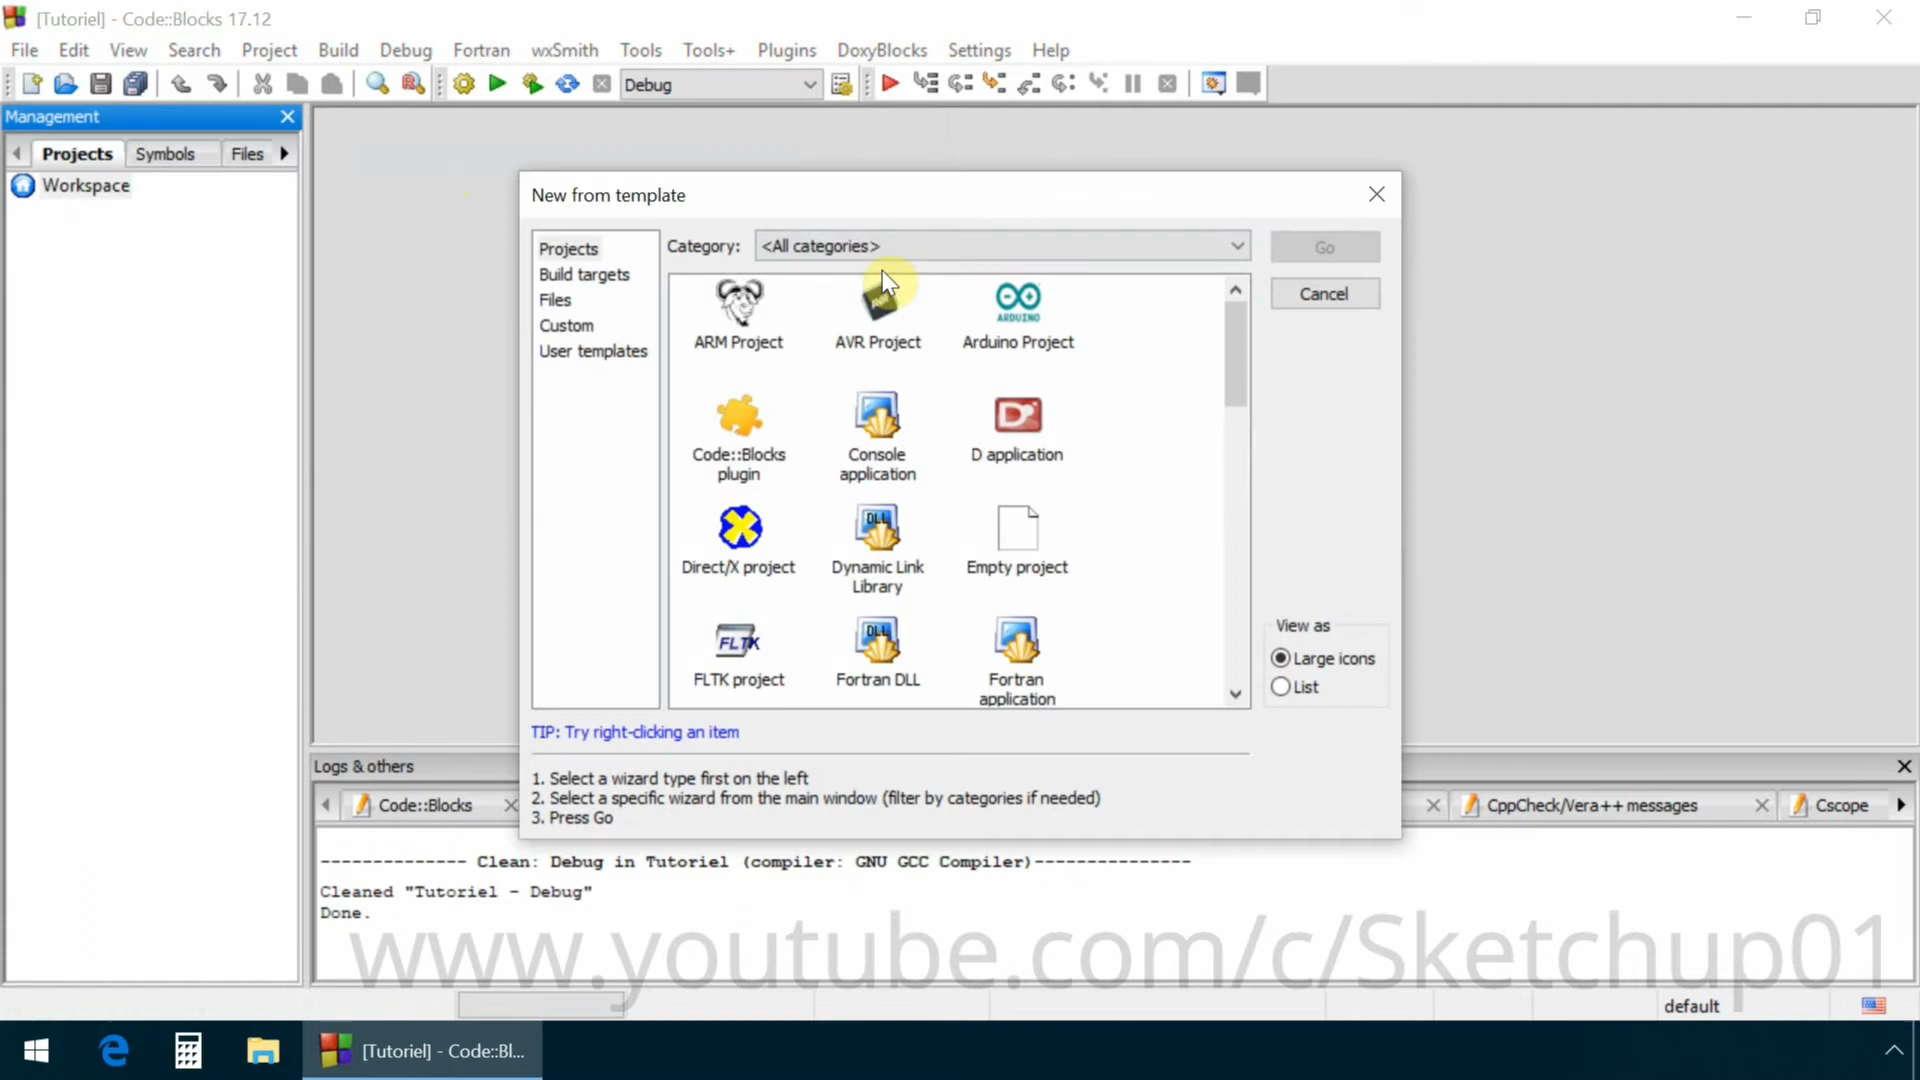 [Tutoriel] - Code::Blocks 17.12
File Edit View Search Project Build Debug Fortran wxSmith Tools Tools+ Plugins DoxyBlocks Settings Help
Debug
Management
Projects Symbols Files
Workspace
New from template
Projects
Build targets
Files
Custom
User templates
Category: <All categories>
Go
Cancel
ARM Project AVR Project Arduino Project
ARDUINO
Code::Blocks plugin
Console application
D application
Direct/X project
DLL
Dynamic Link Library
Empty project
FLTK
FLTK project
DLL
Fortran DLL
Fortran application
View as
Large icons
List
TIP: Try right-clicking an item
1. Select a wizard type first on the left
2. Select a specific wizard from the main window (filter by categories if needed)
3. Press Go
Logs & others
Code::Blocks CppCheck/Vera++ messages Cscope
-------------- Clean: Debug in Tutoriel (compiler: GNU GCC Compiler)---------------
Cleaned "Tutoriel - Debug"
Done.
www.youtube.com/c/Sketchup01
default
[Tutoriel] - Code::Bl...